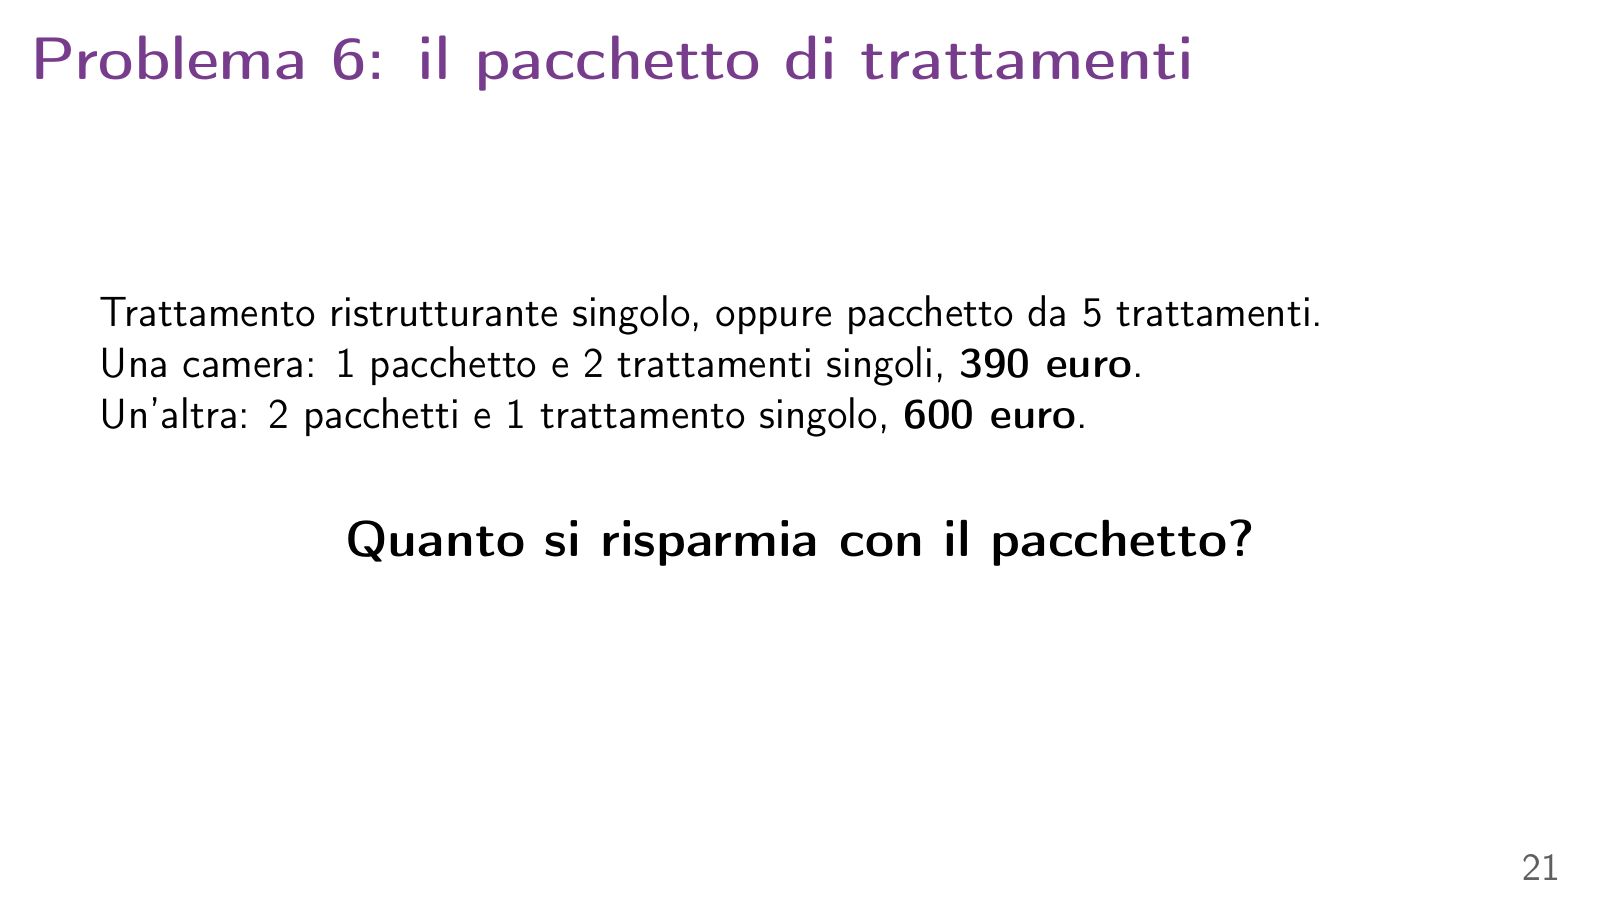 Problema 6: il pacchetto di trattamenti
Trattamento ristrutturante singolo, oppure pacchetto da 5 trattamenti.
Una camera: 1 pacchetto e 2 trattamenti singoli, 390 euro.
Un'altra: 2 pacchetti e 1 trattamento singolo, 600 euro.
Quanto si risparmia con il pacchetto?
21